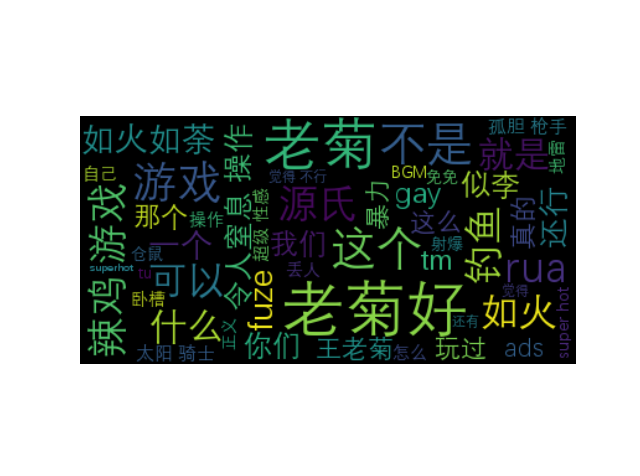 如火如荼
操作
老菊
不是
孤胆 枪手
就是
地雷
自己
游戏
觉得 不行
BGM
免免
似李
gay
暴力
源氏
性感
超级
令人窒息
辣鸡 游戏
那个
操作
一个
仓鼠
我们
这个
这么
射爆
钓鱼
真的
还行
superhot
tv
可以
丢人
tm
rua
卧槽
fuze
老菊好
觉得
如火
什么
正义
你们
还有
super hot
太阳 骑士
王老菊
怎么
玩过
ads